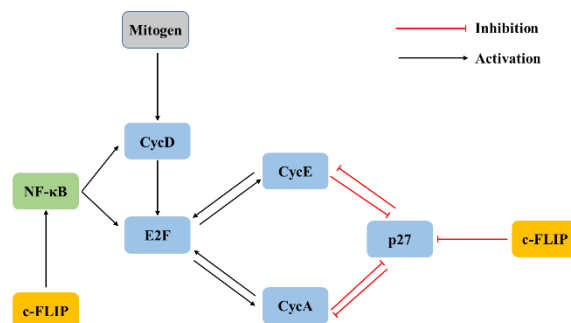 Mitogen
Inhibition
Activation
CycD
CycE
NF-κB
E2F
p27
c-FLIP
c-FLIP
CycA